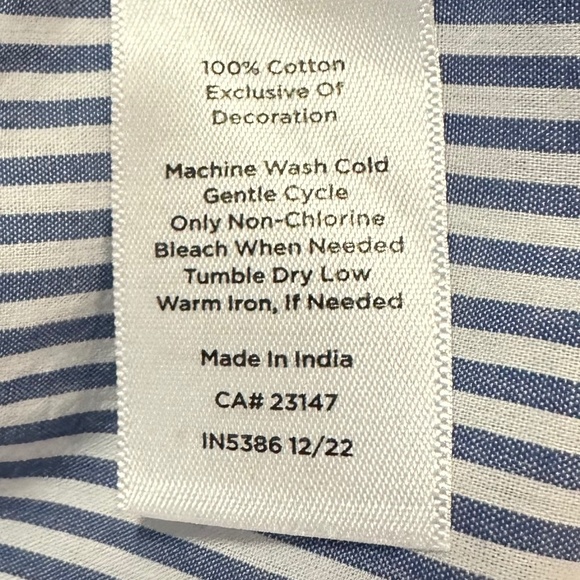 100% Cotton
Exclusive Of
Decoration
Machine Wash Cold
Gentle Cycle
Only Non-Chlorine
Bleach When Needed
Tumble Dry Low
Warm Iron, If Needed
Made In India
CA# 23147
IN5386 12/22